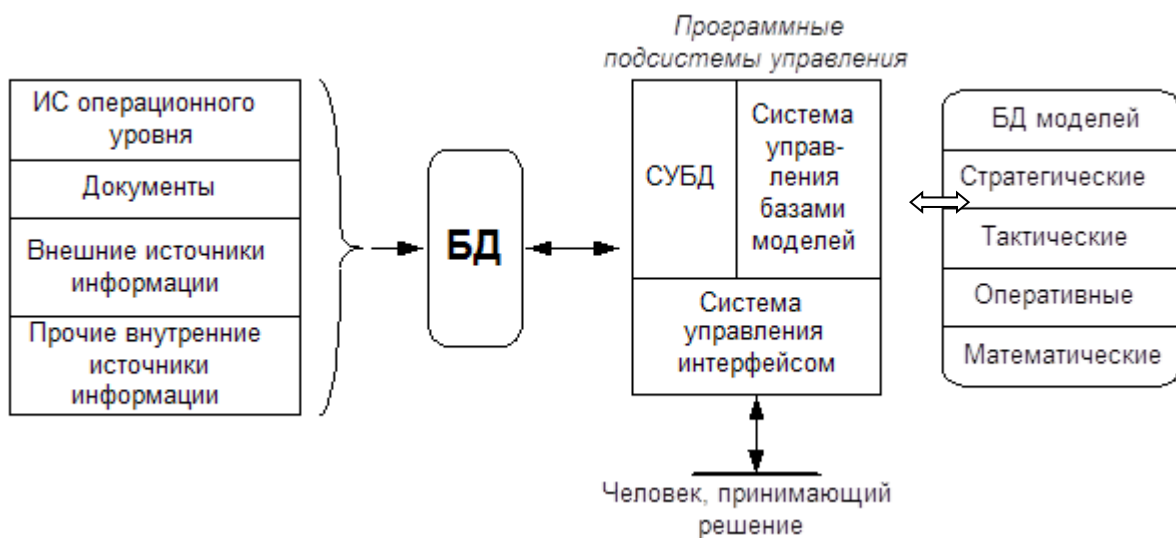 Программные
подсистемы управления
ИС операционного
уровня
Документы
Внешние источники
информации
Прочие внутренние
источники
информации
БД
СУБД
Система
управ-
ления
базами
моделей
Система
управления
интерфейсом
БД моделей
Стратегические
Тактические
Оперативные
Математические
Человек, принимающий
решение